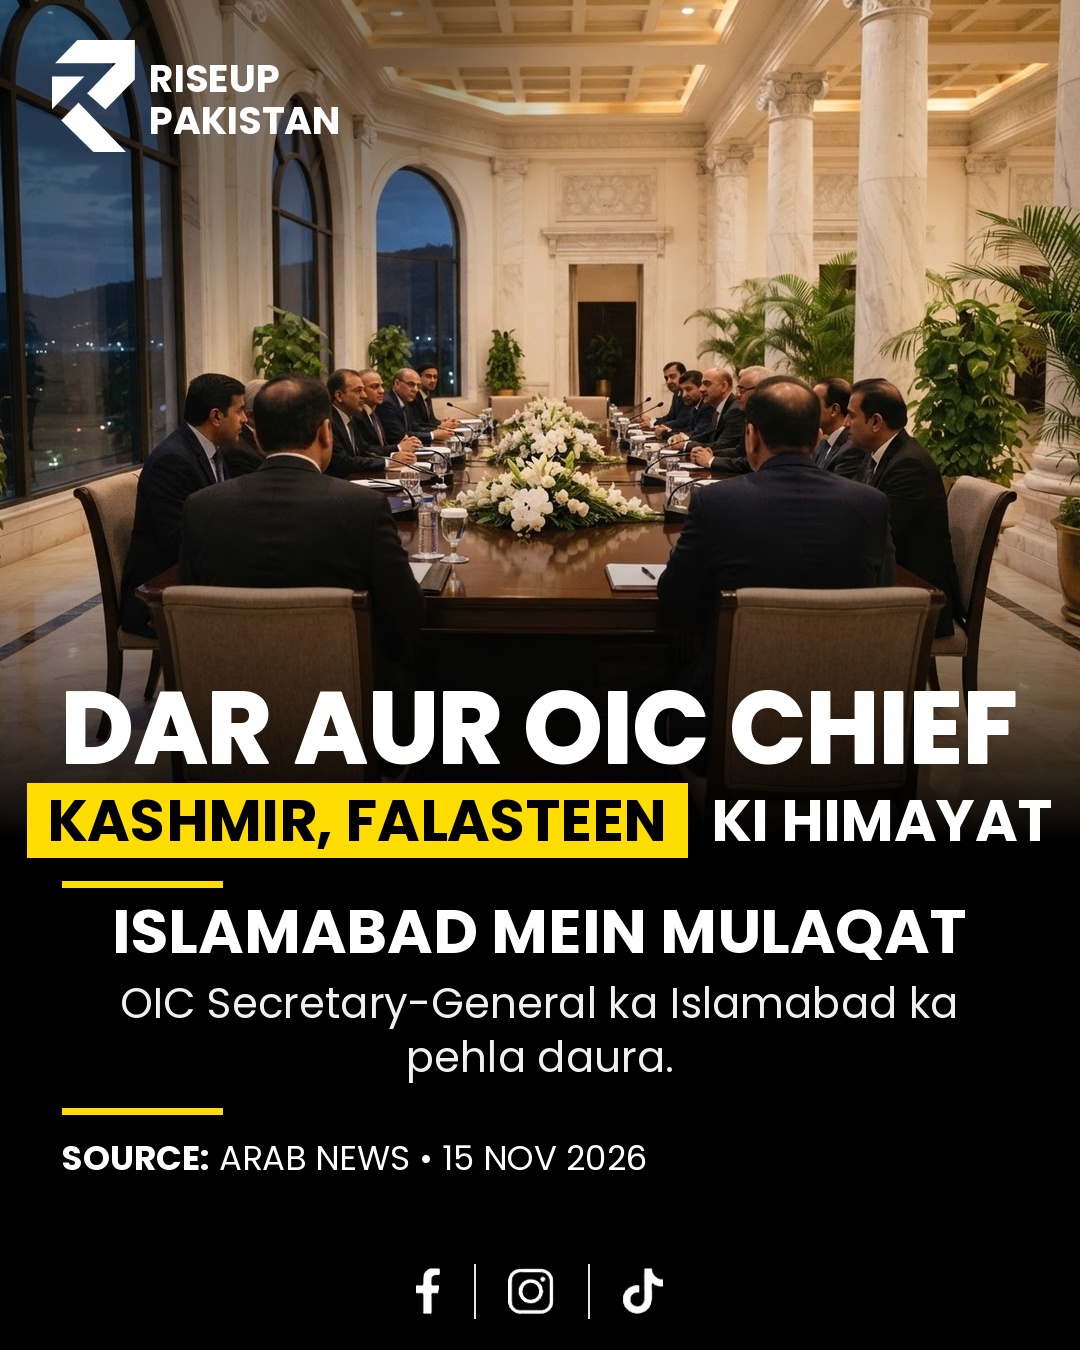 RISEUP
PAKISTAN
DAR AUR OIC CHIEF
KASHMIR, FALASTEEN KI HIMAYAT
ISLAMABAD MEIN MULAQAT
OIC Secretary-General ka Islamabad ka
pehla daura.
SOURCE: ARAB NEWS • 15 NOV 2026